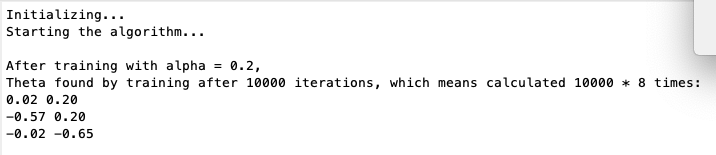 Initializing...
Starting the algorithm...
After training with alpha = 0.2,
Theta found by training after 10000 iterations, which means calculated 10000 * 8 times:
0.02 0.20
-0.57 0.20
-0.02 -0.65